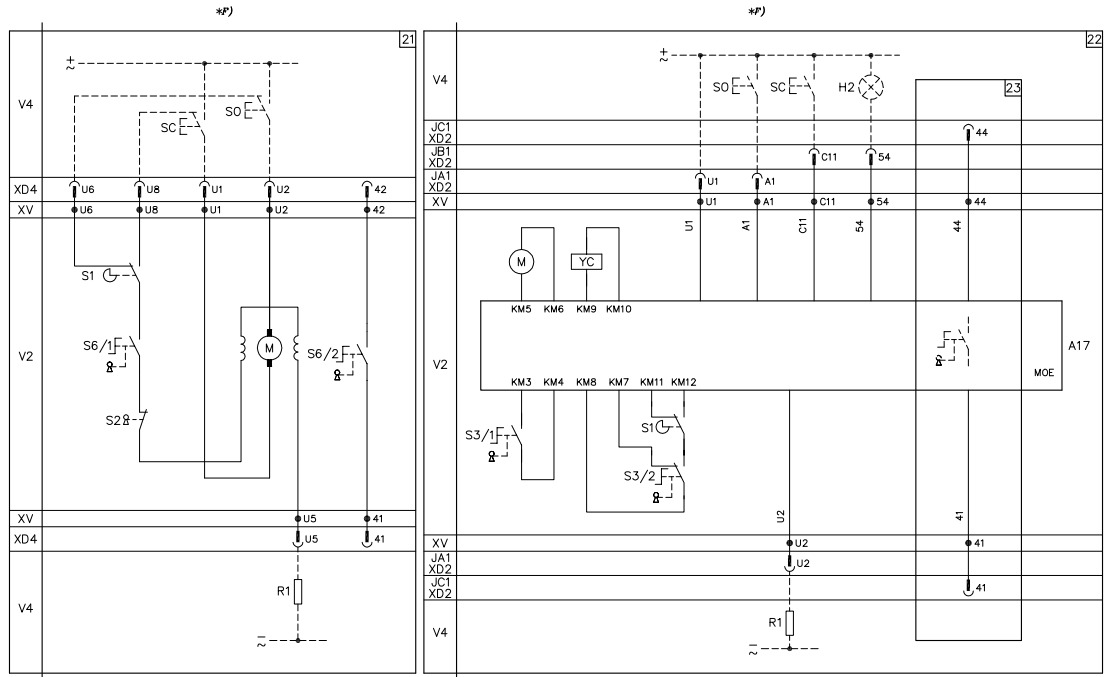 *F)
*F)
21
22
V4
+
~
SC
SO
V4
+
~
SO
SC
H2
23
JC1
XD2
44
JB1
XD2
C11
54
JA1
XD2
U1
A1
XD4
U6
U8
U1
U2
42
XV
U6
U8
U1
U2
42
XV
U1
A1
C11
54
44
U1
A1
C11
54
44
V2
S1
S6/1
S2
M
S6/2
V2
M
YC
KM5
KM6
KM9
KM10
A17
MOE
KM3
KM4
KM8
KM7
KM11
KM12
S3/1
S1
S3/2
U2
41
XV
U5
41
XD4
U5
41
XV
U2
41
JA1
XD2
U2
JC1
XD2
41
V4
R1
−
~
V4
R1
−
~